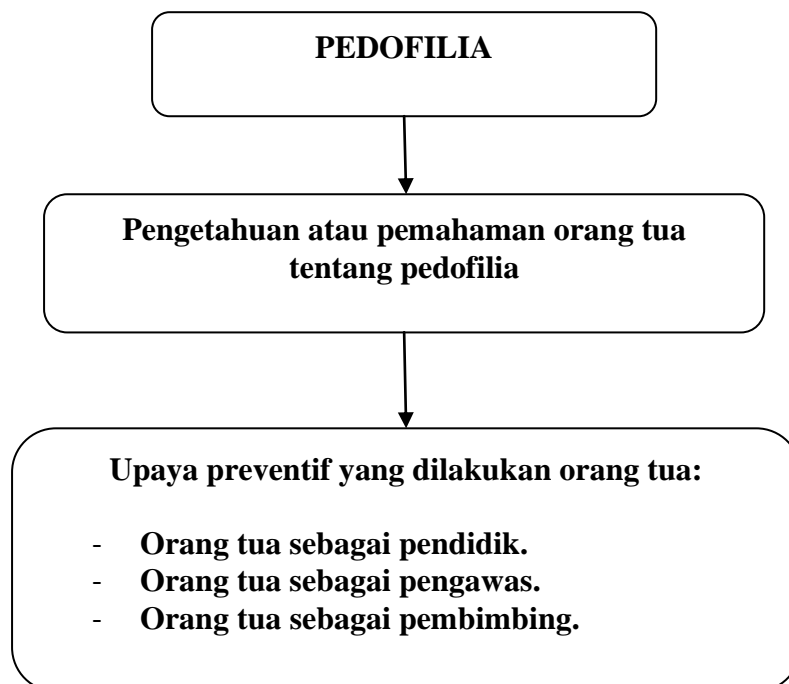 PEDOFILIA
Pengetahuan atau pemahaman orang tua
tentang pedofilia
Upaya preventif yang dilakukan orang tua:
- Orang tua sebagai pendidik.
- Orang tua sebagai pengawas.
- Orang tua sebagai pembimbing.